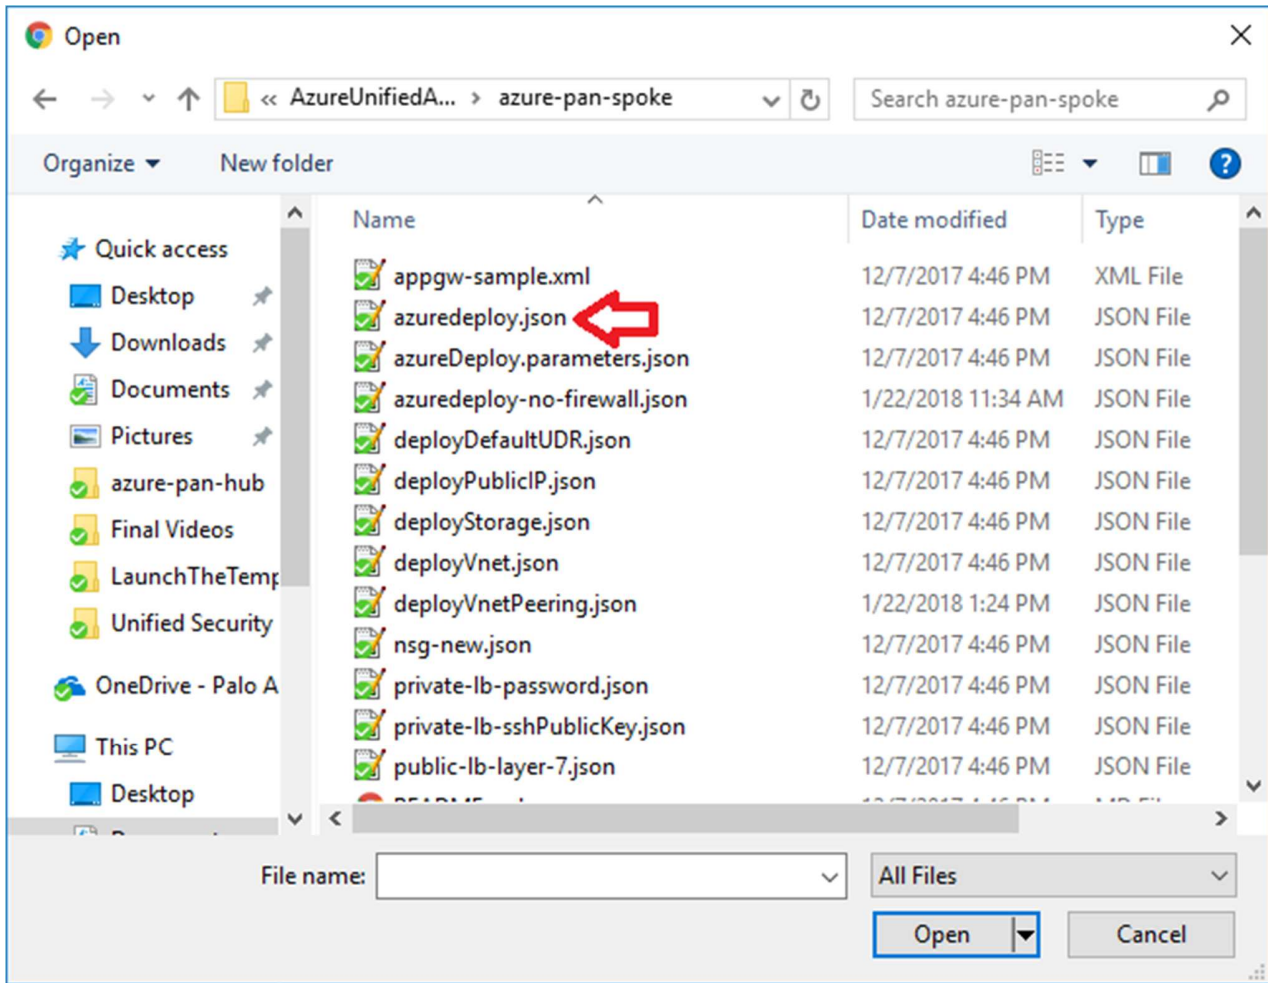 Open
« AzureUnifiedA... > azure-pan-spoke
Search azure-pan-spoke
Organize
New folder
Quick access
Desktop
Downloads
Documents
Pictures
azure-pan-hub
Final Videos
LaunchTheTemp
Unified Security
OneDrive - Palo A
This PC
Desktop
Name Date modified Type
appgw-sample.xml 12/7/2017 4:46 PM XML File
azuredeploy.json 12/7/2017 4:46 PM JSON File
azureDeploy.parameters.json 12/7/2017 4:46 PM JSON File
azuredeploy-no-firewall.json 1/22/2018 11:34 AM JSON File
deployDefaultUDR.json 12/7/2017 4:46 PM JSON File
deployPublicIP.json 12/7/2017 4:46 PM JSON File
deployStorage.json 12/7/2017 4:46 PM JSON File
deployVnet.json 12/7/2017 4:46 PM JSON File
deployVnetPeering.json 1/22/2018 1:24 PM JSON File
nsg-new.json 12/7/2017 4:46 PM JSON File
private-lb-password.json 12/7/2017 4:46 PM JSON File
private-lb-sshPublicKey.json 12/7/2017 4:46 PM JSON File
public-lb-layer-7.json 12/7/2017 4:46 PM JSON File
File name:
All Files
Open
Cancel